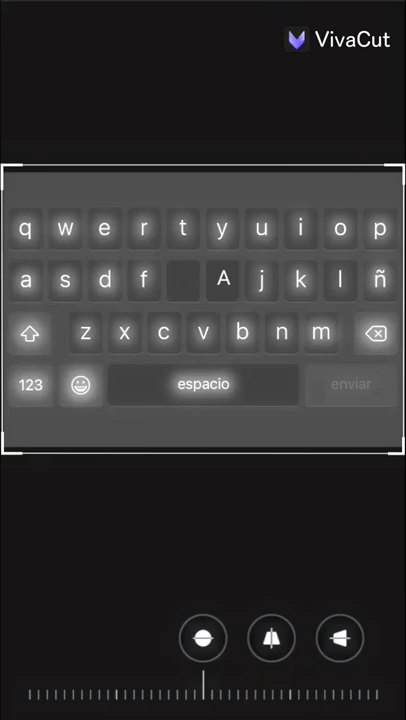 VivaCut
q w e r t y u i o p
a s d f A j k l ñ
z x c v b n m
123 espacio enviar